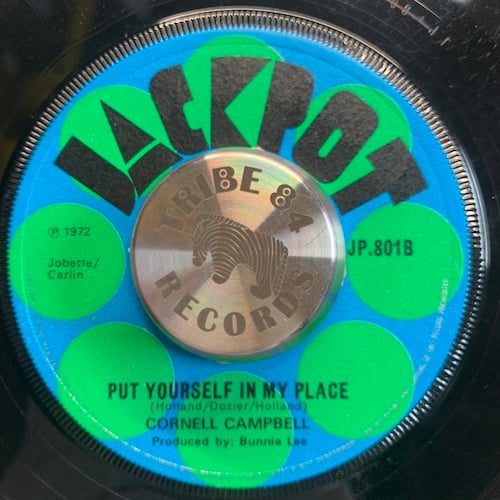 JACKPOT
TRIBE 84
RECORDS
℗ 1972
JP.801B
Jobette/
Carlin
PUT YOURSELF IN MY PLACE
(Holland/Dozier/Holland)
CORNELL CAMPBELL
Produced by: Bunnie Lee